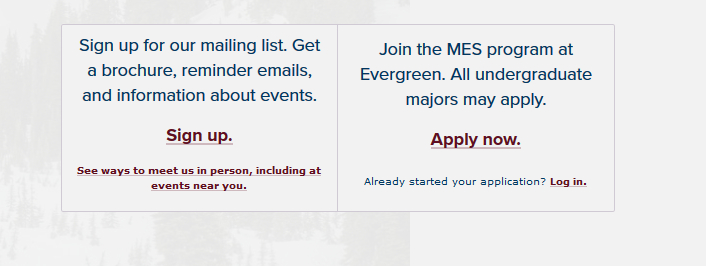 Sign up for our mailing list. Get
a brochure, reminder emails,
and information about events.
Sign up.
See ways to meet us in person, including at
events near you.
Join the MES program at
Evergreen. All undergraduate
majors may apply.
Apply now.
Already started your application? Log in.